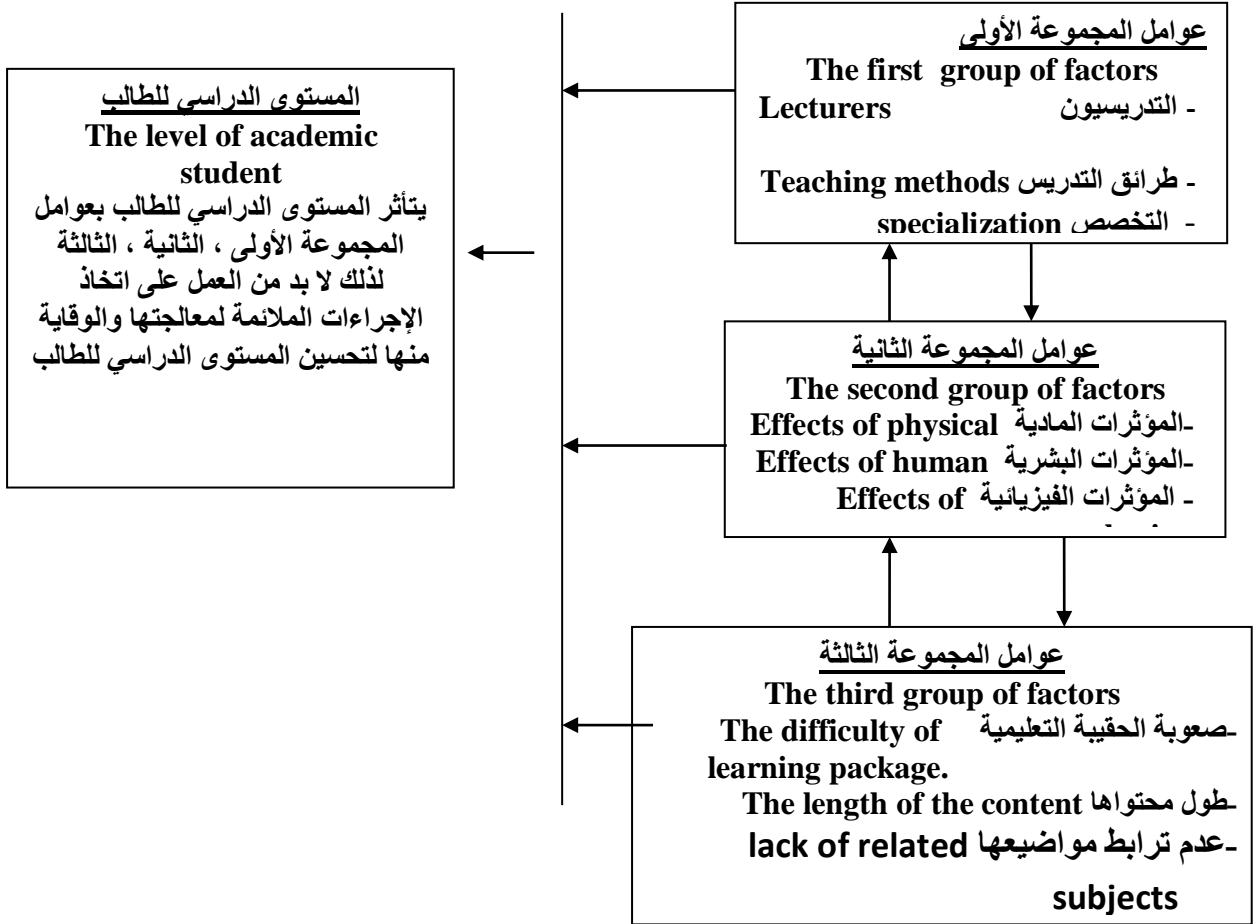 عوامل المجموعة الأولى
The first group of factors
- التدريسيون Lecturers
- طرائق التدريس Teaching methods
- التخصص specialization
المستوى الدراسي للطالب
The level of academic
student
يتأثر المستوى الدراسي للطالب بعوامل
المجموعة الأولى ، الثانية ، الثالثة
لذلك لا بد من العمل على اتخاذ
الإجراءات الملائمة لمعالجتها والوقاية
منها لتحسين المستوى الدراسي للطالب
عوامل المجموعة الثانية
The second group of factors
-المؤثرات المادية Effects of physical
-المؤثرات البشرية Effects of human
- المؤثرات الفيزيائية Effects of
عوامل المجموعة الثالثة
The third group of factors
-صعوبة الحقيبة التعليمية The difficulty of
learning package.
-طول محتواها The length of the content
-عدم ترابط مواضيعها lack of related
subjects